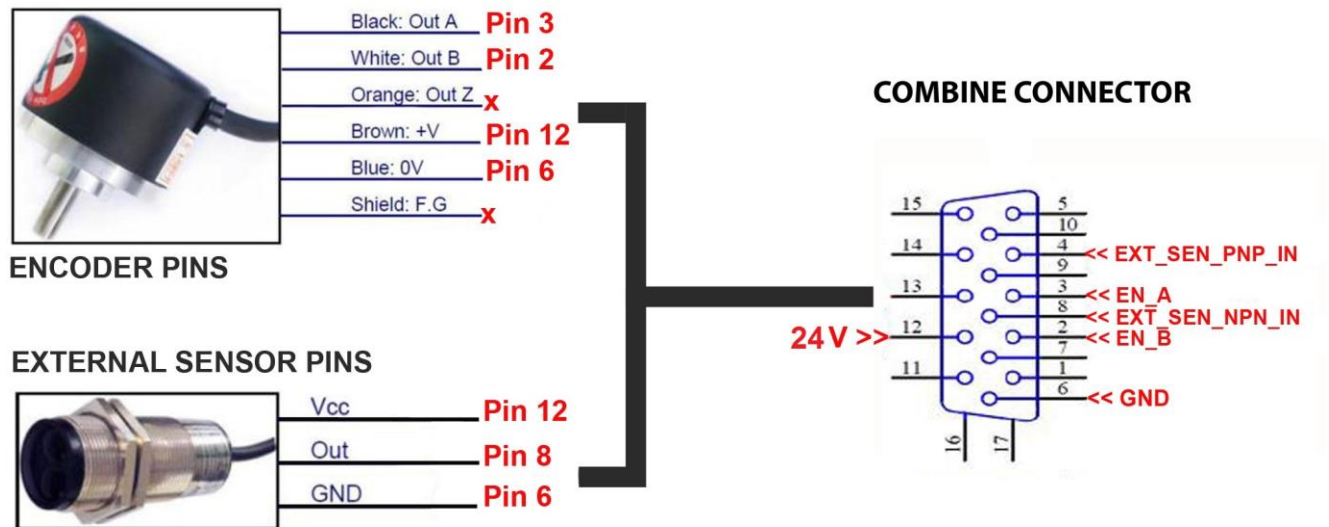 Black: Out A Pin 3
White: Out B Pin 2
Orange: Out Z x
Brown: +V Pin 12
Blue: 0V Pin 6
Shield: F.G x
ENCODER PINS
EXTERNAL SENSOR PINS
Vcc Pin 12
Out Pin 8
GND Pin 6
COMBINE CONNECTOR
15 5
10
14 4 << EXT_SEN_PNP_IN
9
13 3 << EN_A
8 << EXT_SEN_NPN_IN
24V >> 12 2 << EN_B
7
11 1
6 << GND
16 17